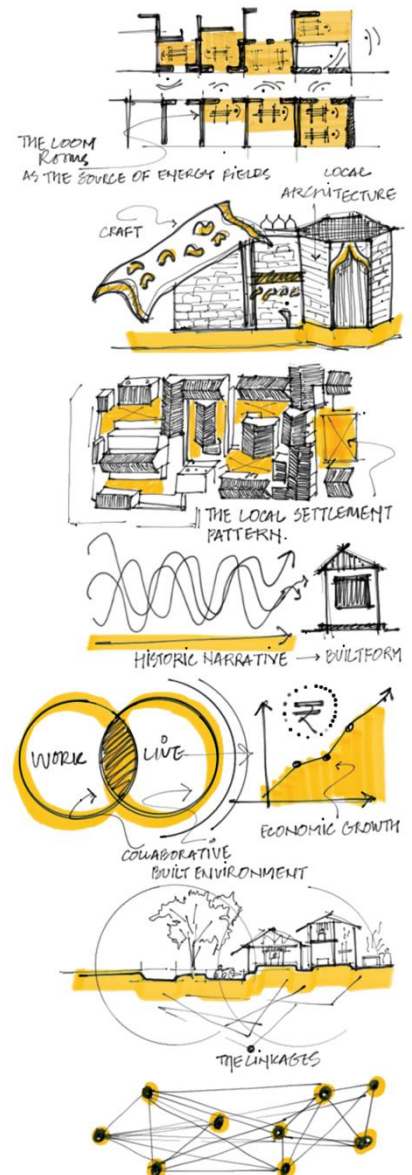 THE LOOM
ROOMS
AS THE SOURCE OF ENERGY FIELDS
LOCAL
ARCHITECTURE
CRAFT
THE LOCAL SETTLEMENT
PATTERN.
HISTORIC NARRATIVE → BUILTFORM
WORK
LIVE
₹
ECONOMIC GROWTH
COLLABORATIVE
BUILT ENVIRONMENT
THE LINKAGES